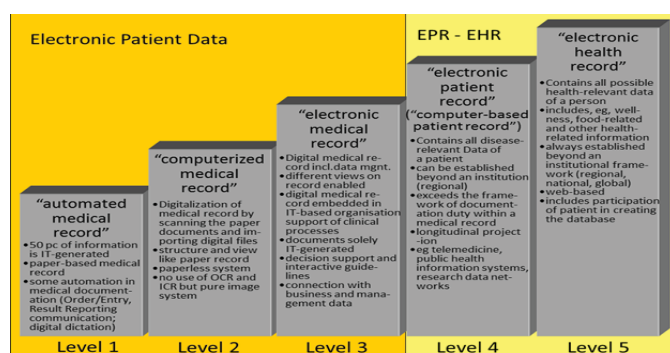 Electronic Patient Data
EPR - EHR
“automated
medical
record”
•50 pc of information
is IT-generated
•paper-based medical
record
•some automation in
medical document-
ation (Order/Entry,
Result Reporting
communication;
digital dictation)
Level 1
“computerized
medical
record”
•Digitalization of
medical record by
scanning the paper
documents and im-
porting digital files
•structure and view
like paper record
•paperless system
•no use of OCR and
ICR but pure image
system
Level 2
“electronic
medical
record”
•Digital medical re-
cord incl.data mgnt.
•different views on
record enabled
•digital medical rec-
ord embedded in
IT-based organisation
support of clinical
processes
•documents solely
IT-generated
•decision support and
interactive guide-
lines
•connection with
business and mana-
gement data
Level 3
“electronic
patient
record”
(“computer-based
patient record”)
•Contains all disease-
relevant Data of
a patient
•can be established
beyond an institution
(regional)
•exceeds the frame-
work of document-
ation duty within a
medical record
•longitudinal project
-ion
•eg telemedicine,
public health
information systems,
research data net-
works
Level 4
“electronic
health
record”
•Contains all possible
health-relevant data
of a person
•includes, eg, well-
ness, food-related
and other health-
related information
•always established
beyond an
institutional frame-
work (regional,
national, global)
•web-based
•includes participation
of patient in creating
the database
Level 5